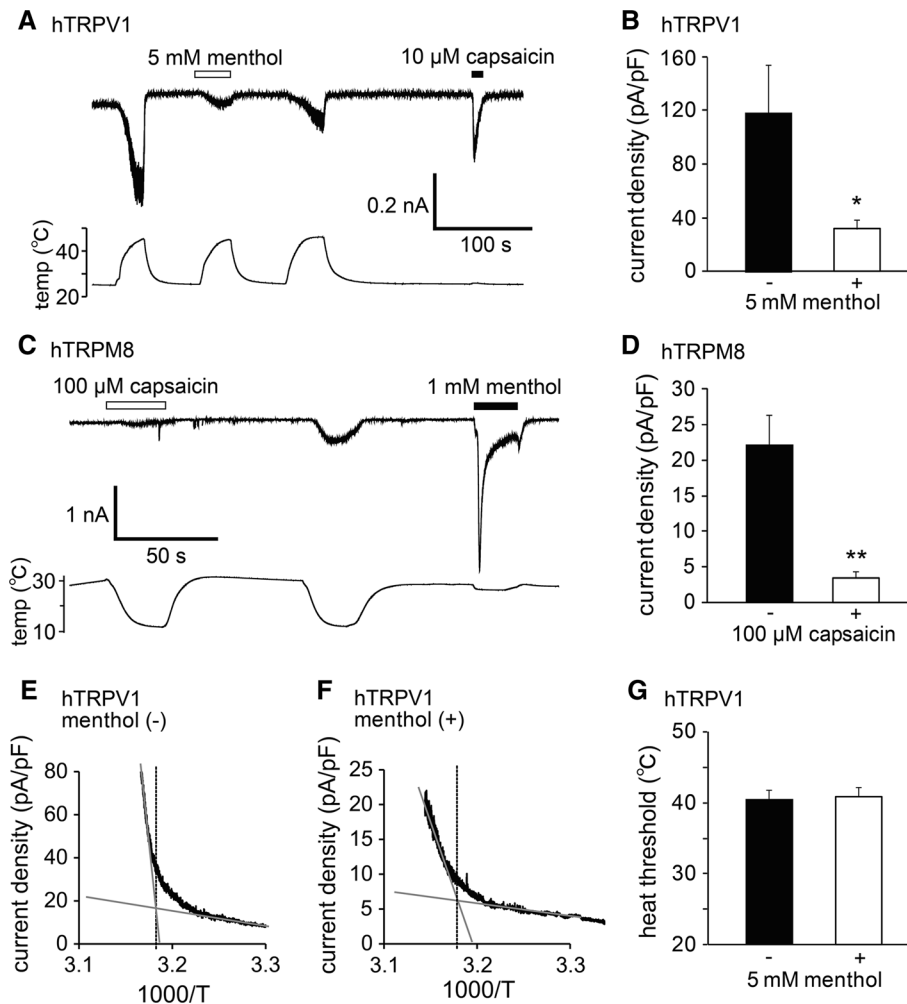 A hTRPV1
5 mM menthol
10 µM capsaicin
0.2 nA
100 s
temp (°C)
40
20
B hTRPV1
current density (pA/pF)
160
120
80
40
0
*
- +
5 mM menthol
C hTRPM8
100 µM capsaicin
1 mM menthol
1 nA
50 s
temp (°C)
30
10
D hTRPM8
current density (pA/pF)
30
25
20
15
10
5
0
**
- +
100 µM capsaicin
E hTRPV1
menthol (-)
current density (pA/pF)
80
60
40
20
0
3.1 3.2 3.3
1000/T
F hTRPV1
menthol (+)
current density (pA/pF)
25
20
15
10
5
0
3.1 3.2 3.3
1000/T
G hTRPV1
heat threshold (°C)
50
40
30
20
- +
5 mM menthol